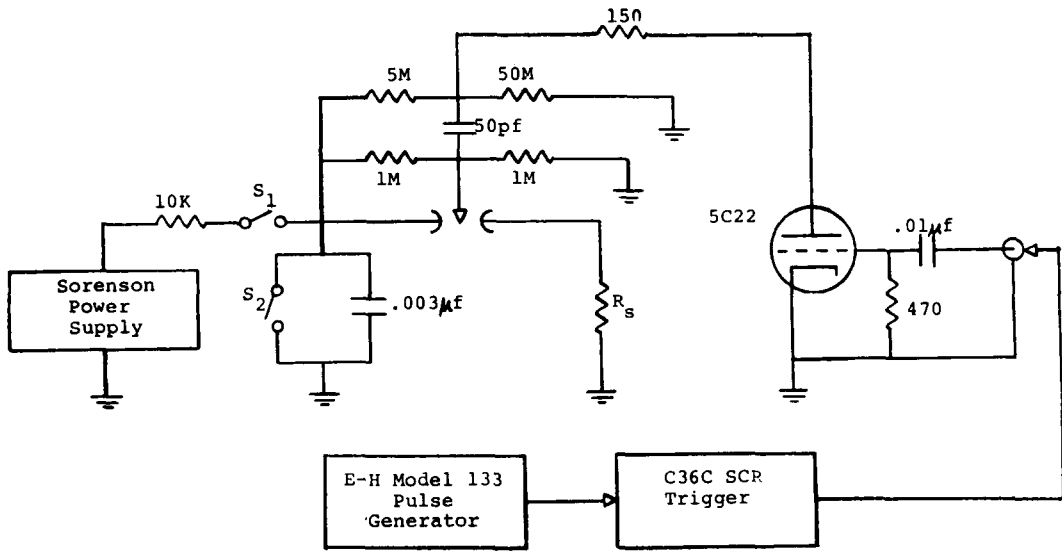 150
5M 50M
50pf
1M 1M
10K
S1
5C22
.01μf
Sorenson
Power
Supply
S2
.003μf
Rs
470
E-H Model 133
Pulse
Generator
C36C SCR
Trigger